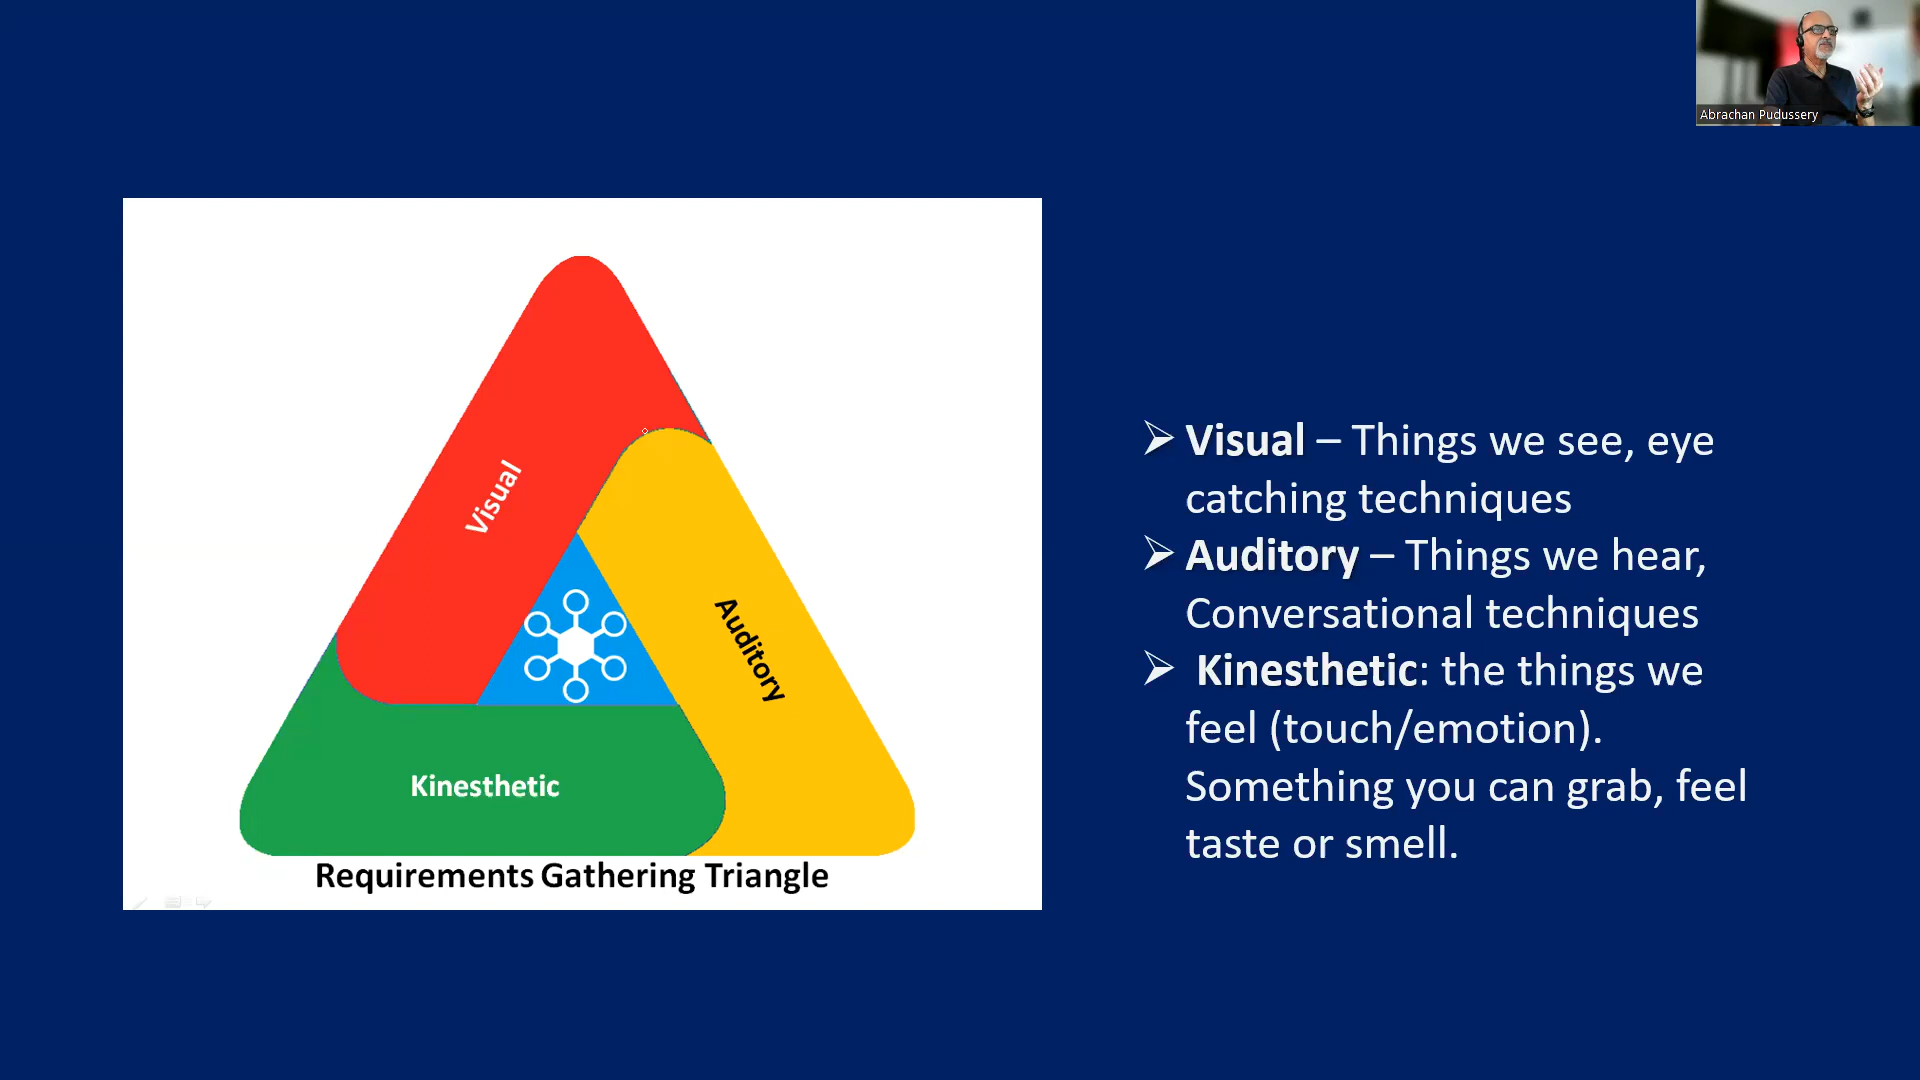 Abrachan Pudussery
Visual
Auditory
Kinesthetic
Requirements Gathering Triangle
Visual – Things we see, eye
catching techniques
Auditory – Things we hear,
Conversational techniques
Kinesthetic: the things we
feel (touch/emotion).
Something you can grab, feel
taste or smell.